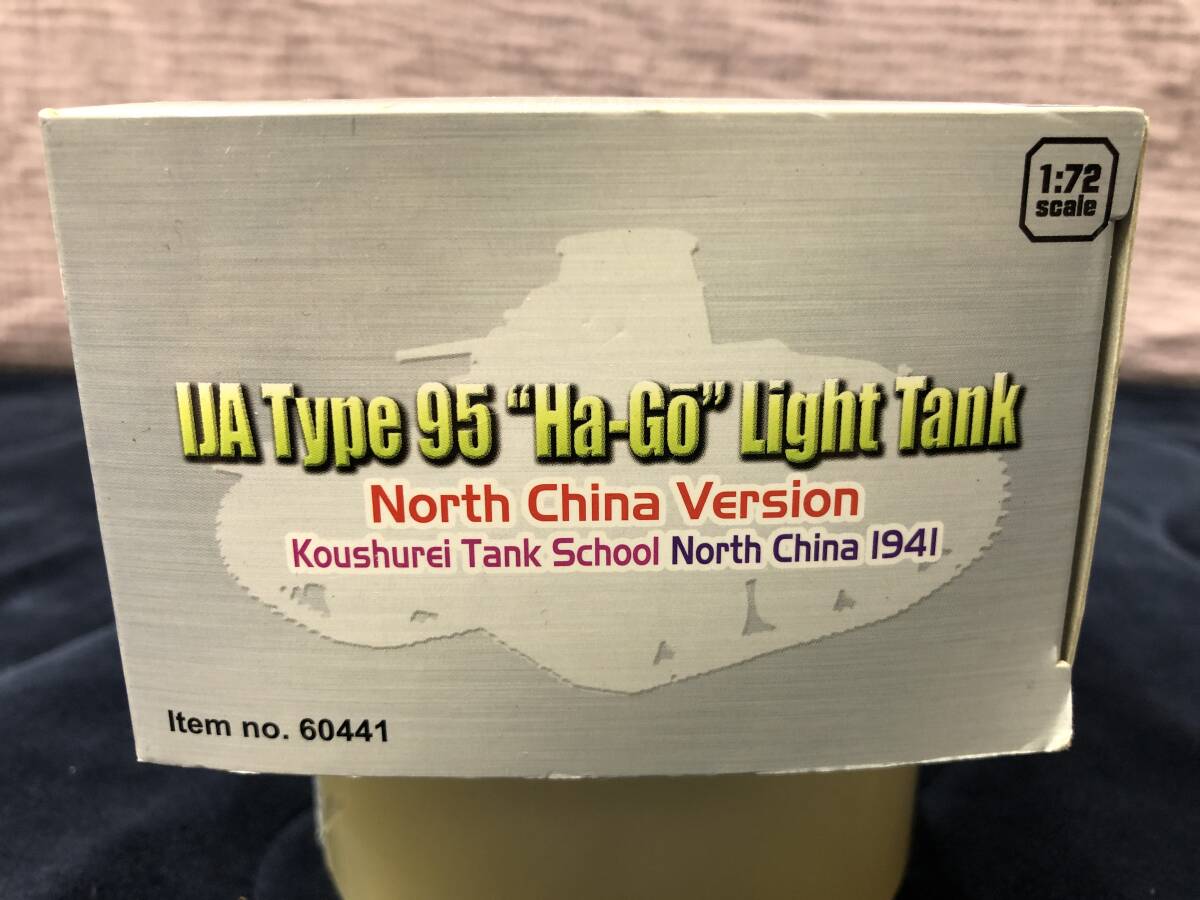 1:72
scale
IJA Type 95 “Ha-Gō” Light Tank
North China Version
Koushurei Tank School North China 1941
Item no. 60441